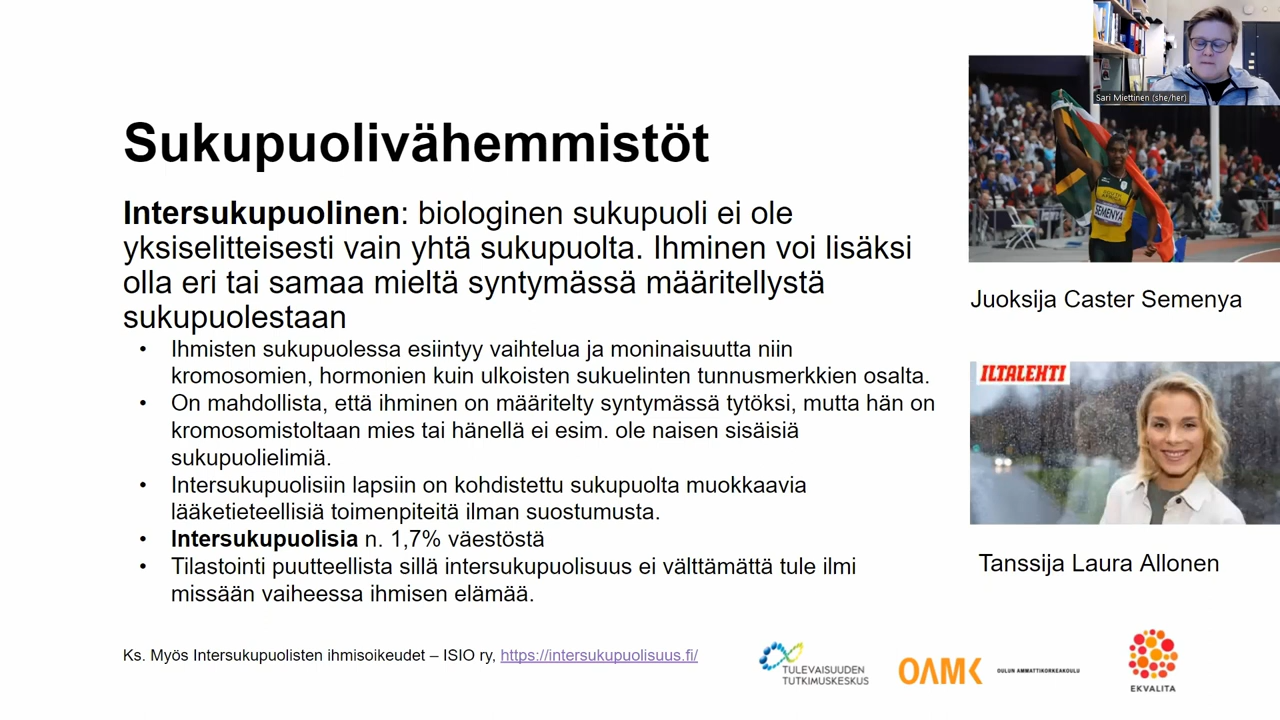 Sari Miettinen (she/her)
Sukupuolivähemmistöt
Intersukupuolinen: biologinen sukupuoli ei ole
yksiselitteisesti vain yhtä sukupuolta. Ihminen voi lisäksi
olla eri tai samaa mieltä syntymässä määritellystä
sukupuolestaan
• Ihmisten sukupuolessa esiintyy vaihtelua ja moninaisuutta niin
kromosomien, hormonien kuin ulkoisten sukuelinten tunnusmerkkien osalta.
• On mahdollista, että ihminen on määritelty syntymässä tytöksi, mutta hän on
kromosomistoltaan mies tai hänellä ei esim. ole naisen sisäisiä
sukupuolielimiä.
• Intersukupuolisiin lapsiin on kohdistettu sukupuolta muokkaavia
lääketieteellisiä toimenpiteitä ilman suostumusta.
• Intersukupuolisia n. 1,7% väestöstä
• Tilastointi puutteellista sillä intersukupuolisuus ei välttämättä tule ilmi
missään vaiheessa ihmisen elämää.
SOUTH AFRICA
SEMENYA
Juoksija Caster Semenya
ILTALEHTI
Tanssija Laura Allonen
Ks. Myös Intersukupuolisten ihmisoikeudet – ISIO ry, https://intersukupuolisuus.fi/
TULEVAISUUDEN
TUTKIMUSKESKUS
OAMK OULUN AMMATTIKORKEAKOULU
EKVALITA